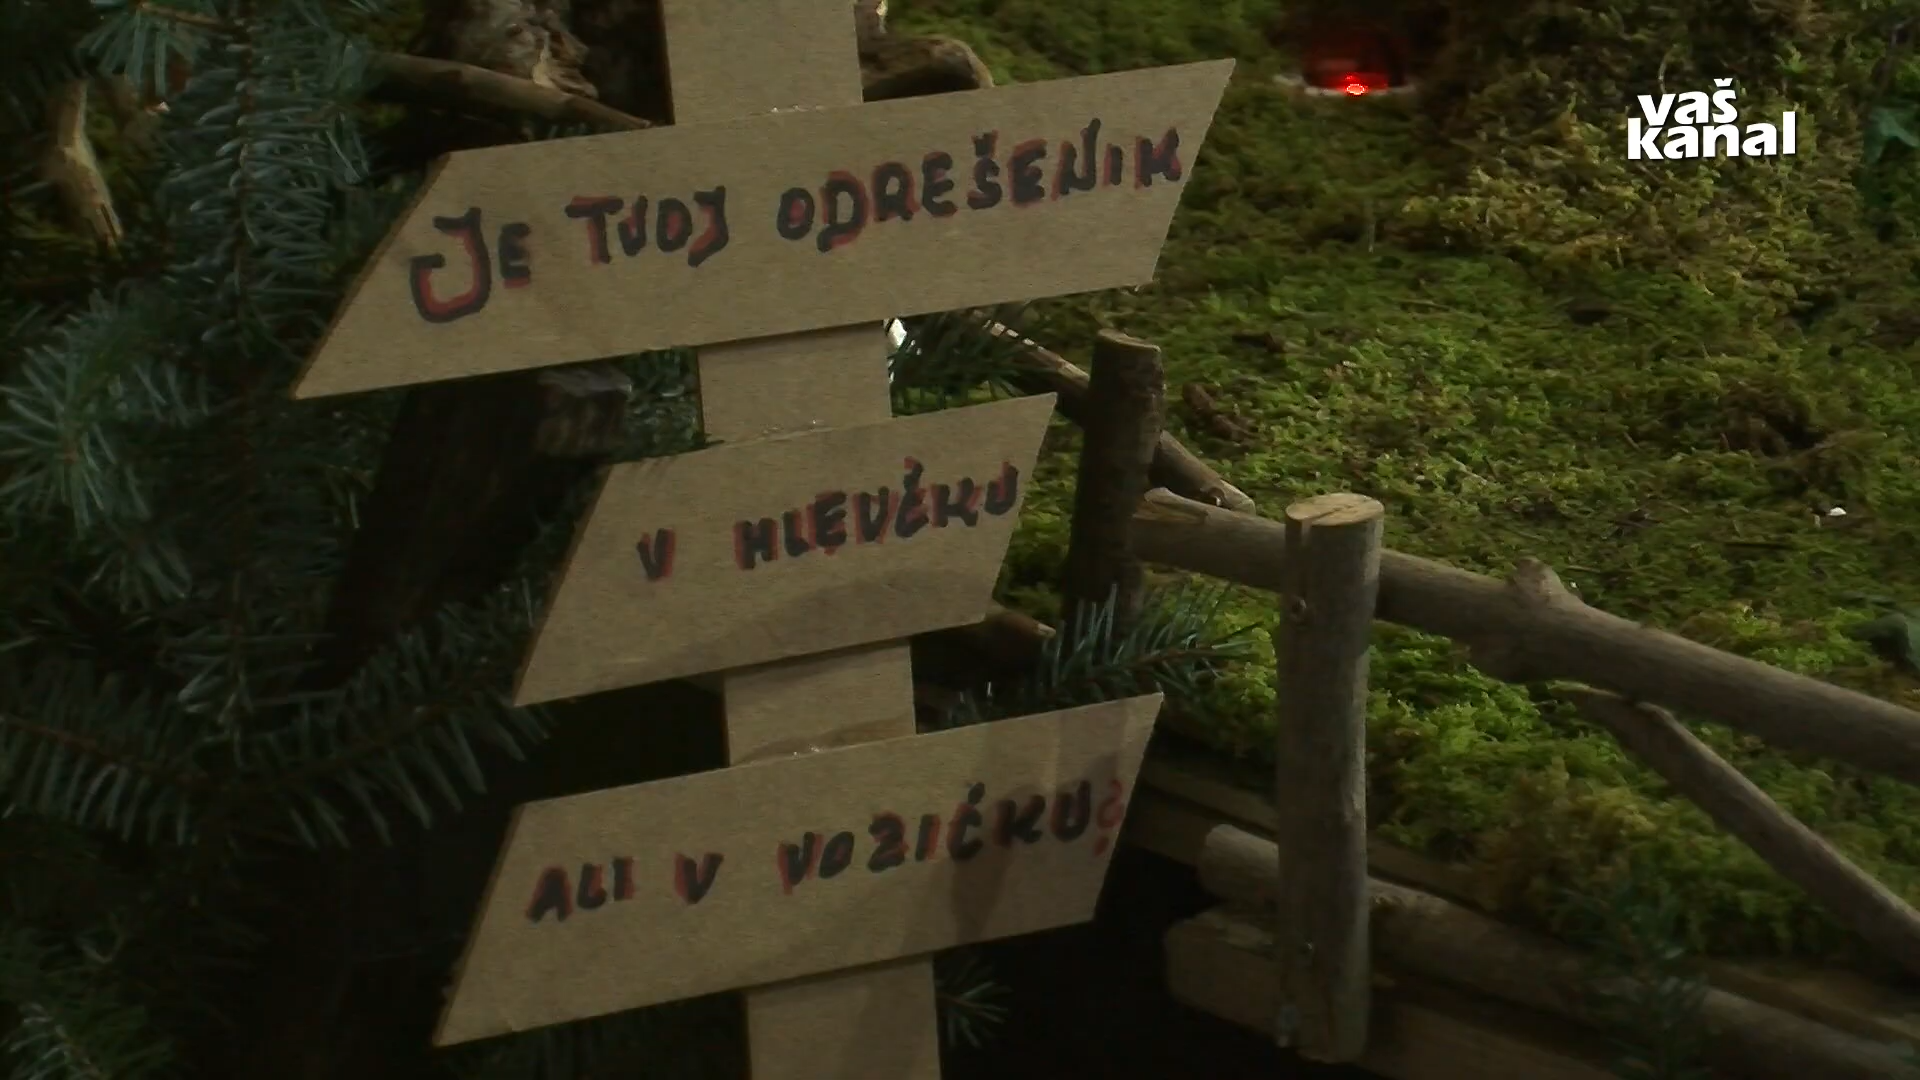 vaš
kanal
JE TVOJ ODREŠENIK
V HLEVČKU
ALI V VOZIČKU?